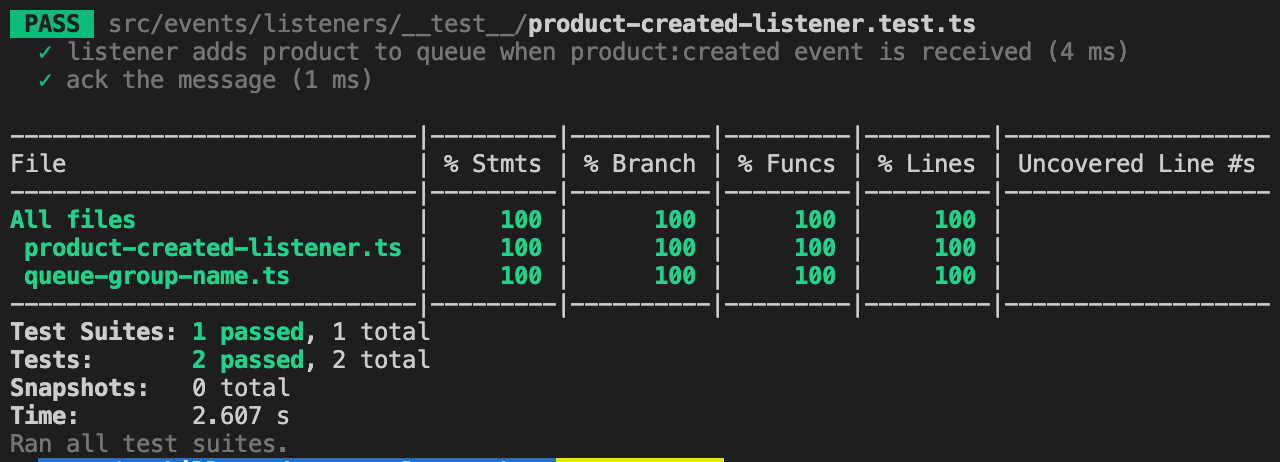 PASS src/events/listeners/__test__/product-created-listener.test.ts
✓ listener adds product to queue when product:created event is received (4 ms)
✓ ack the message (1 ms)
-----------------------------|---------|----------|---------|---------|-------------------
File                         | % Stmts | % Branch | % Funcs | % Lines | Uncovered Line #s
-----------------------------|---------|----------|---------|---------|-------------------
All files                    |     100 |      100 |     100 |     100 |
 product-created-listener.ts |     100 |      100 |     100 |     100 |
 queue-group-name.ts         |     100 |      100 |     100 |     100 |
-----------------------------|---------|----------|---------|---------|-------------------
Test Suites: 1 passed, 1 total
Tests:       2 passed, 2 total
Snapshots:   0 total
Time:        2.607 s
Ran all test suites.